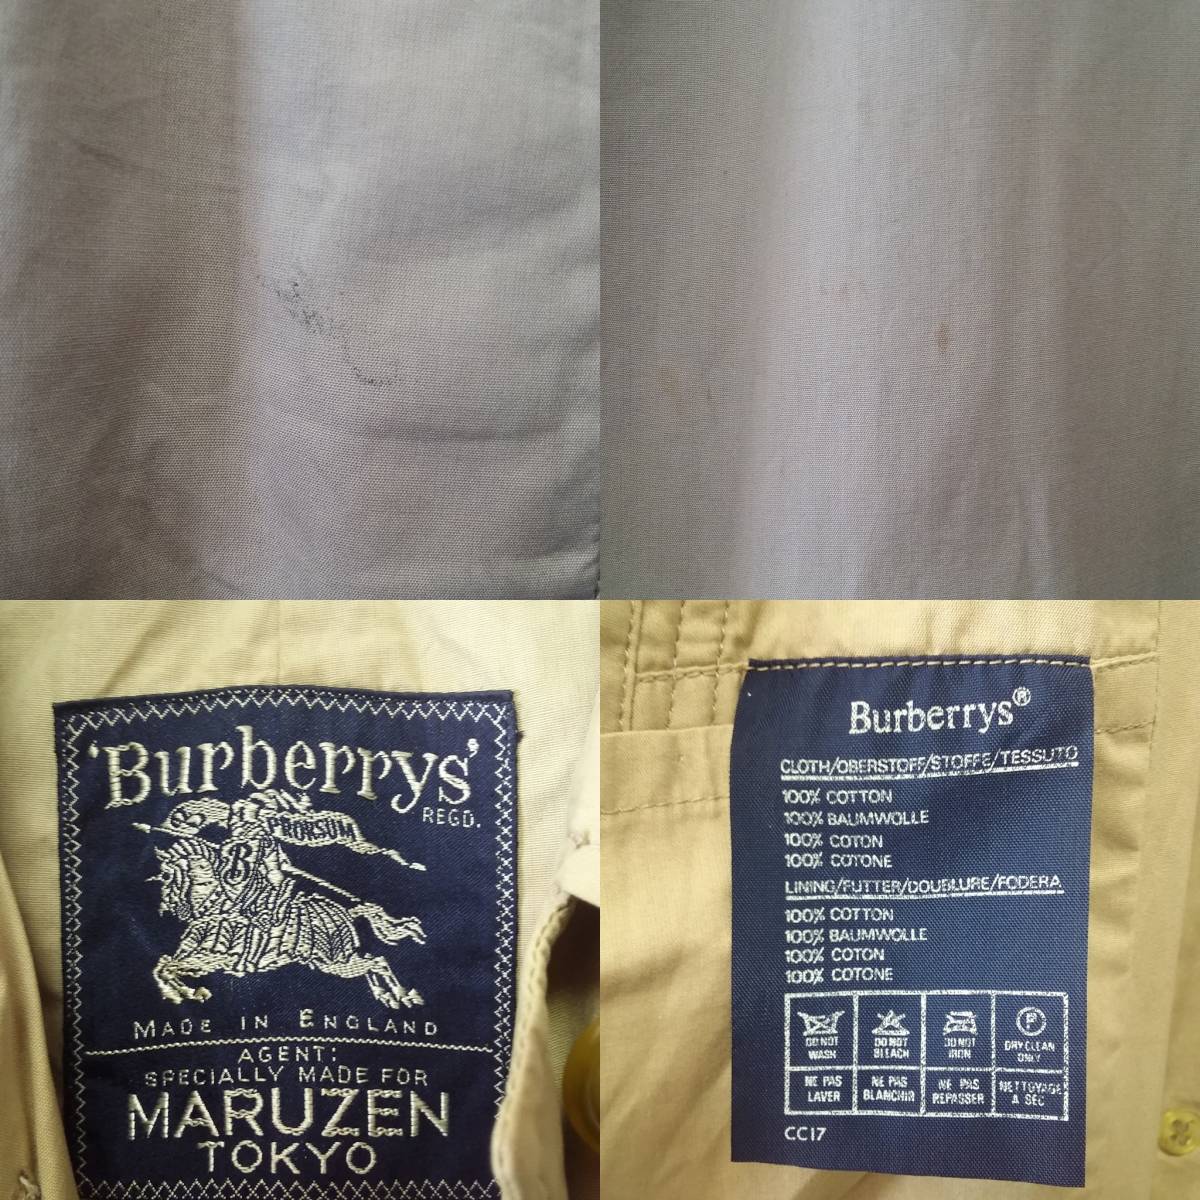 'Burberrys'
REGD.
PRORSUM
B
MADE IN ENGLAND
AGENT:
SPECIALLY MADE FOR
MARUZEN
TOKYO
Burberrys®
CLOTH/OBERSTOFF/STOFFE/TESSUTO
100% COTTON
100% BAUMWOLLE
100% COTON
100% COTONE
LINING/FUTTER/DOUBLURE/FODERA
100% COTTON
100% BAUMWOLLE
100% COTON
100% COTONE
DO NOT WASH
DO NOT BLEACH
DO NOT IRON
P
DRY CLEAN ONLY
NE PAS LAVER
NE PAS BLANCHIR
NE PAS REPASSER
NETTOYAGE A SEC
CC17